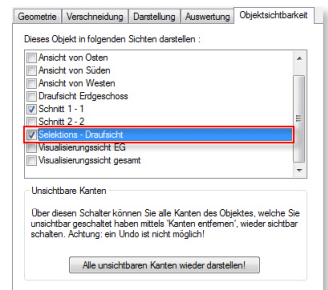 Geometrie Verschneidung Darstellung Auswertung Objektsichtbarkeit
Dieses Objekt in folgenden Sichten darstellen :
Ansicht von Osten
Ansicht von Süden
Ansicht von Westen
Draufsicht Erdgeschoss
Schnitt 1 - 1
Schnitt 2 - 2
Selektions - Draufsicht
Visualisierungssicht EG
Visualisierungssicht gesamt
Unsichtbare Kanten
Über diesen Schalter können Sie alle Kanten des Objektes, welche Sie
unsichtbar geschaltet haben mittels 'Kanten entfernen', wieder sichtbar
schalten. Achtung: ein Undo ist nicht möglich!
Alle unsichtbaren Kanten wieder darstellen!